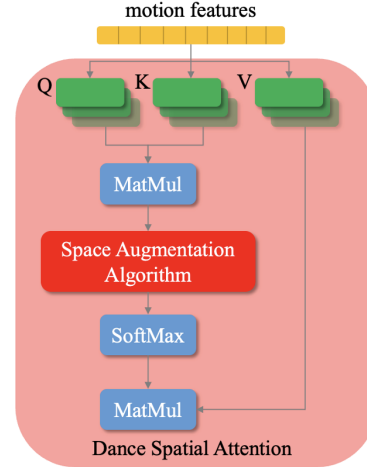 motion features
Q K V
MatMul
Space Augmentation
Algorithm
SoftMax
MatMul
Dance Spatial Attention